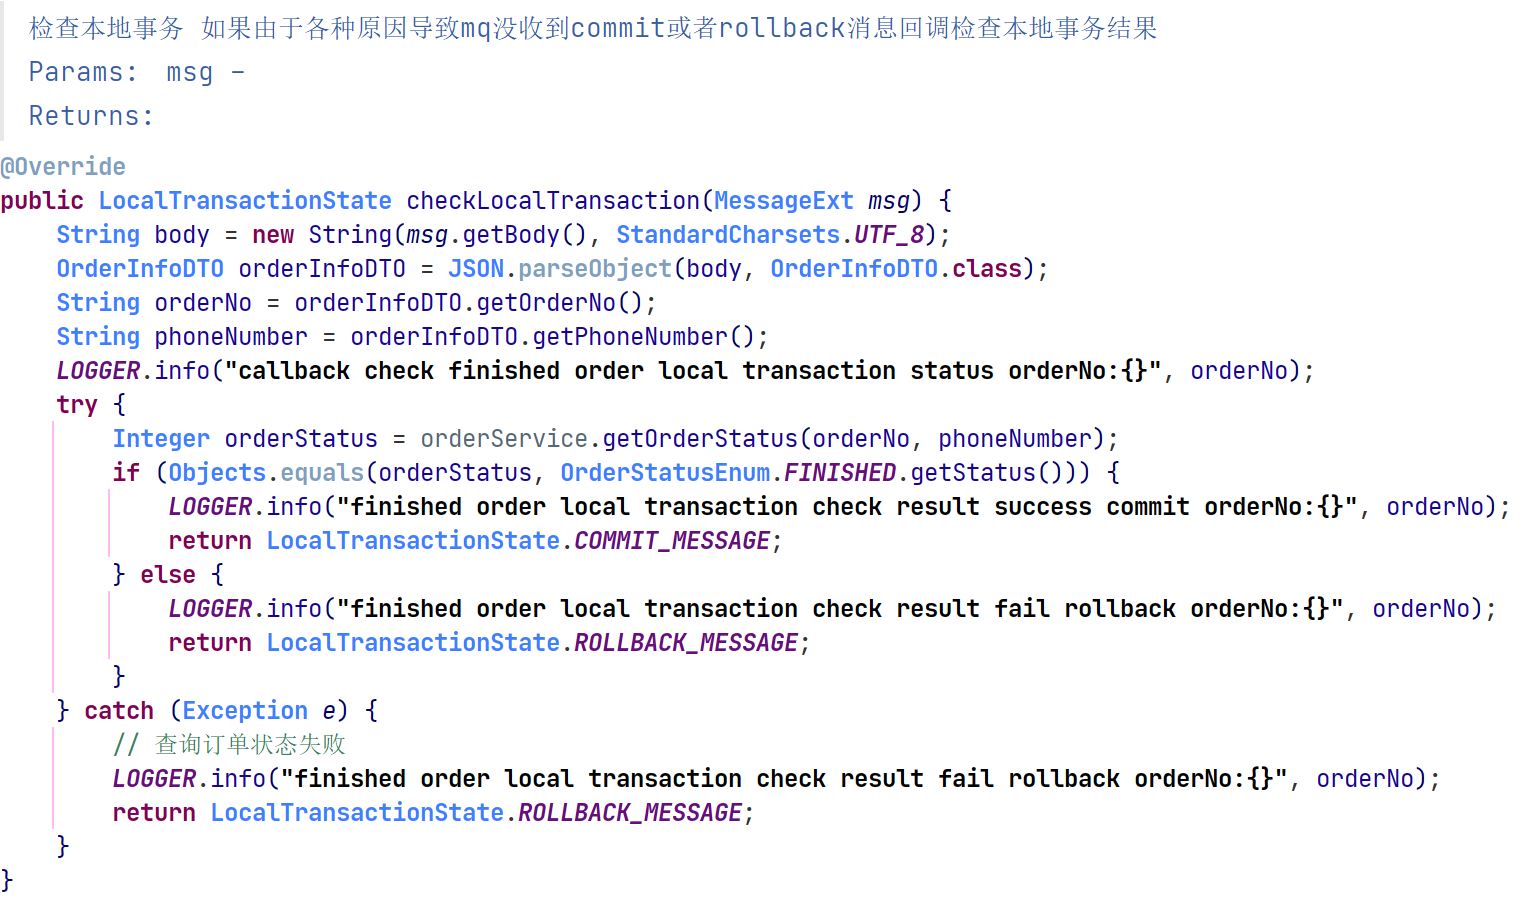 检查本地事务 如果由于各种原因导致mq没收到commit或者rollback消息回调检查本地事务结果
Params: msg –
Returns:
@Override
public LocalTransactionState checkLocalTransaction(MessageExt msg) {
    String body = new String(msg.getBody(), StandardCharsets.UTF_8);
    OrderInfoDTO orderInfoDTO = JSON.parseObject(body, OrderInfoDTO.class);
    String orderNo = orderInfoDTO.getOrderNo();
    String phoneNumber = orderInfoDTO.getPhoneNumber();
    LOGGER.info("callback check finished order local transaction status orderNo:{}", orderNo);
    try {
        Integer orderStatus = orderService.getOrderStatus(orderNo, phoneNumber);
        if (Objects.equals(orderStatus, OrderStatusEnum.FINISHED.getStatus())) {
            LOGGER.info("finished order local transaction check result success commit orderNo:{}", orderNo);
            return LocalTransactionState.COMMIT_MESSAGE;
        } else {
            LOGGER.info("finished order local transaction check result fail rollback orderNo:{}", orderNo);
            return LocalTransactionState.ROLLBACK_MESSAGE;
        }
    } catch (Exception e) {
        // 查询订单状态失败
        LOGGER.info("finished order local transaction check result fail rollback orderNo:{}", orderNo);
        return LocalTransactionState.ROLLBACK_MESSAGE;
    }
}